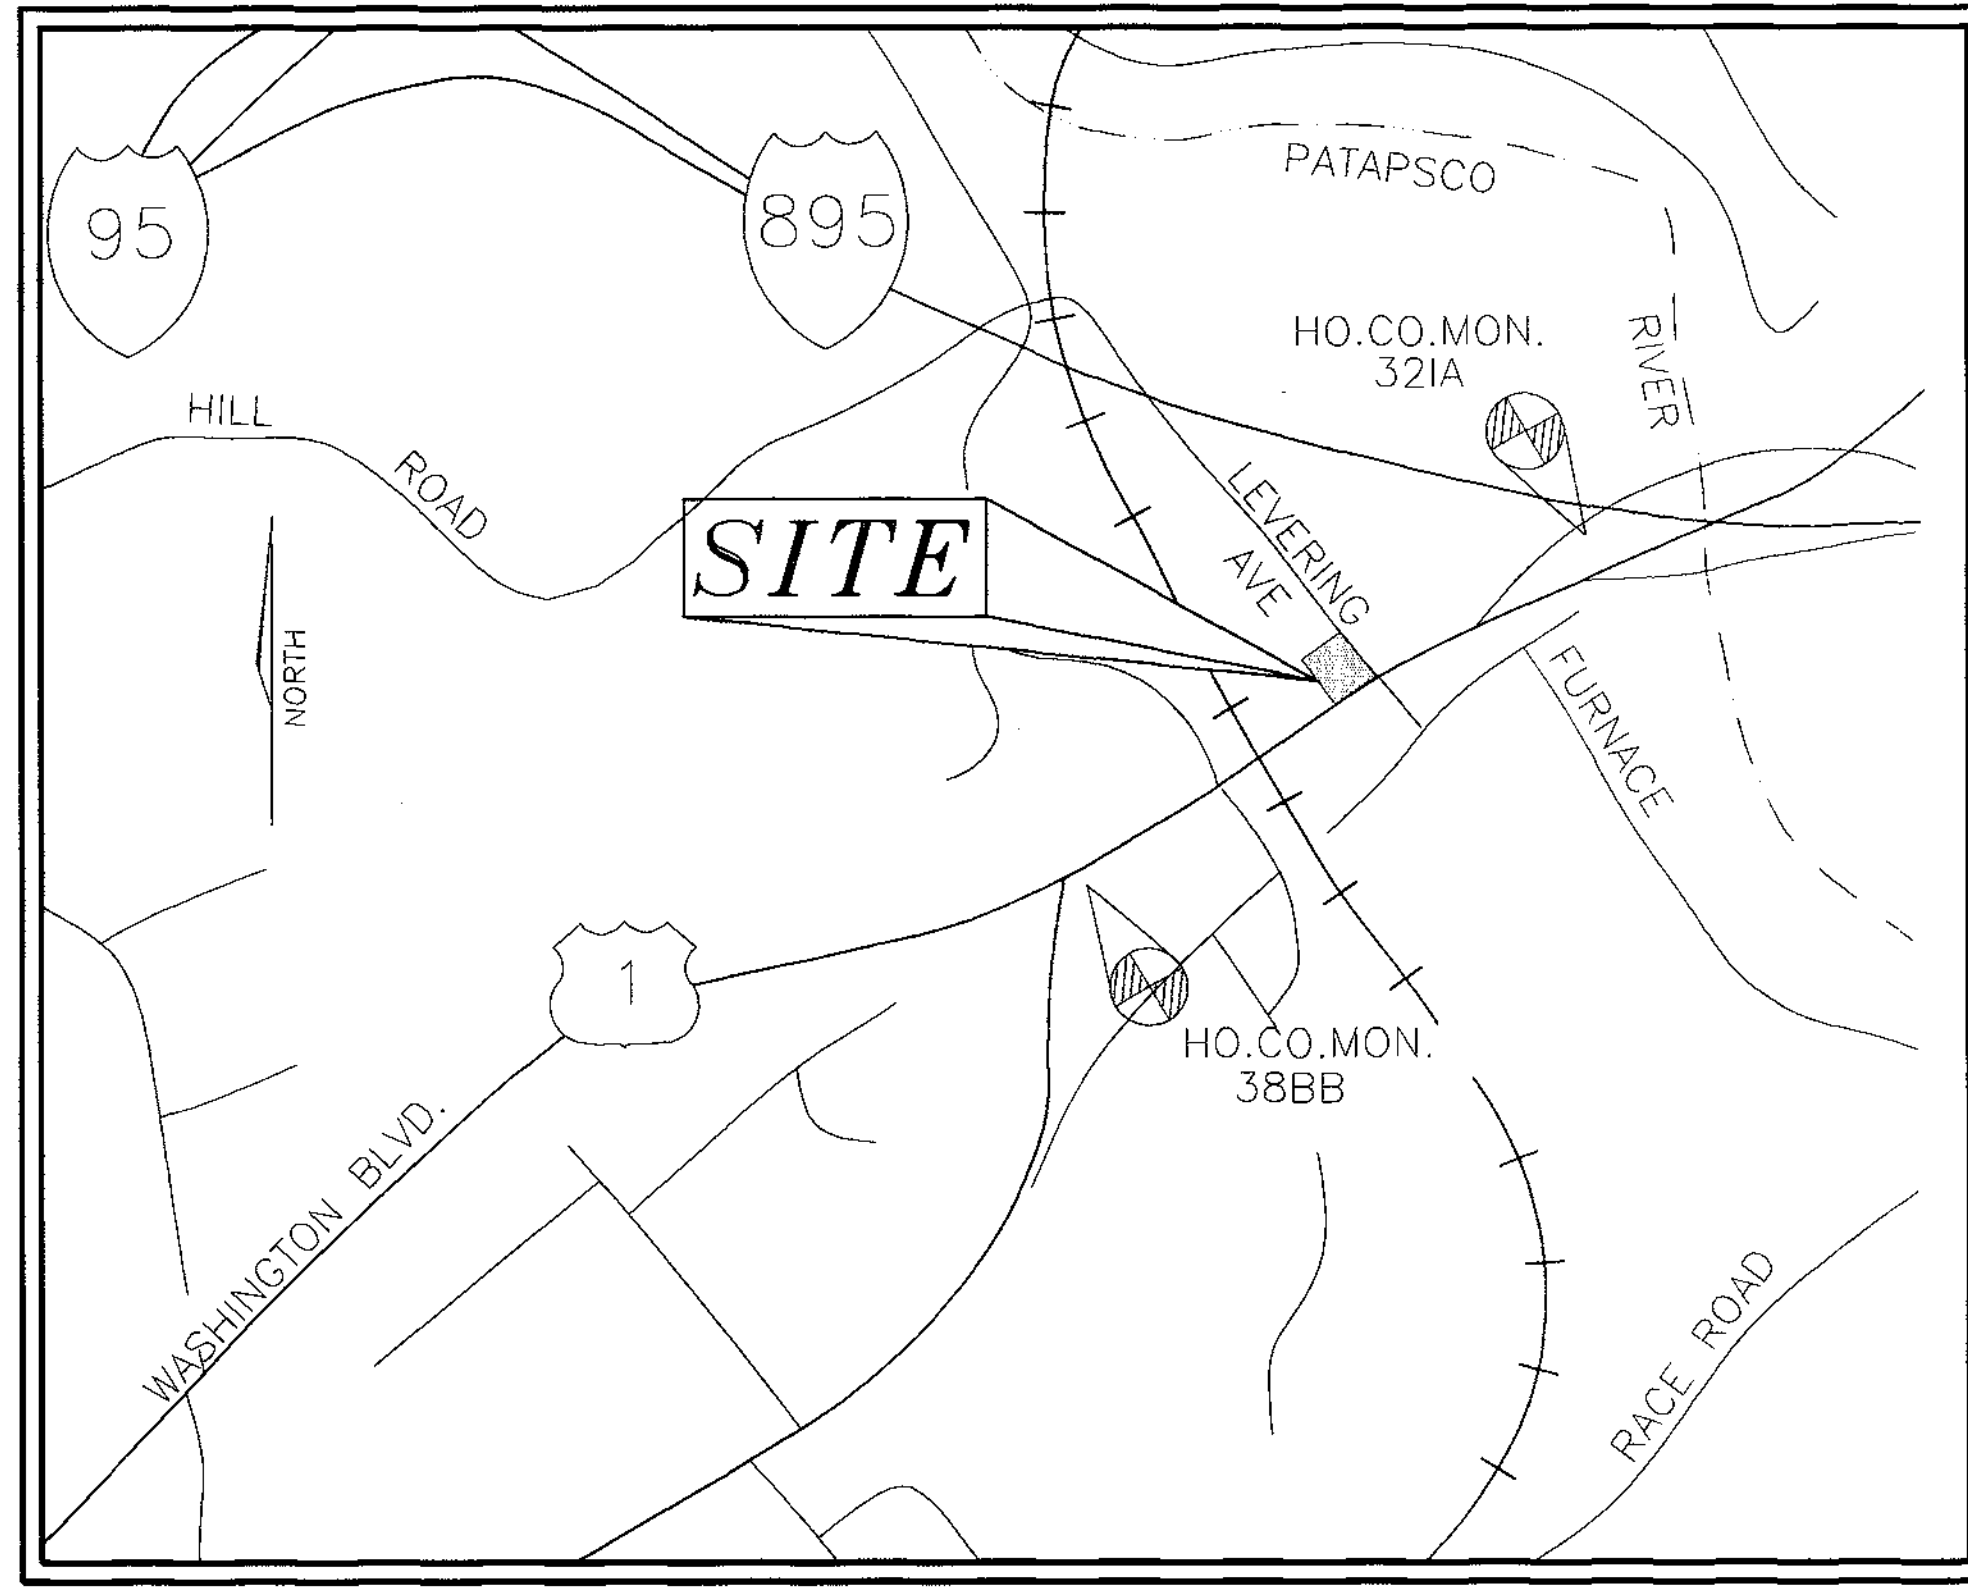 95
895
PATAPSCO
RIVER
HO.CO.MON.
32IA
HILL
ROAD
LEVERING
AVE
SITE
NORTH
FURNACE
1
HO.CO.MON.
38BB
WASHINGTON BLVD.
RACE ROAD